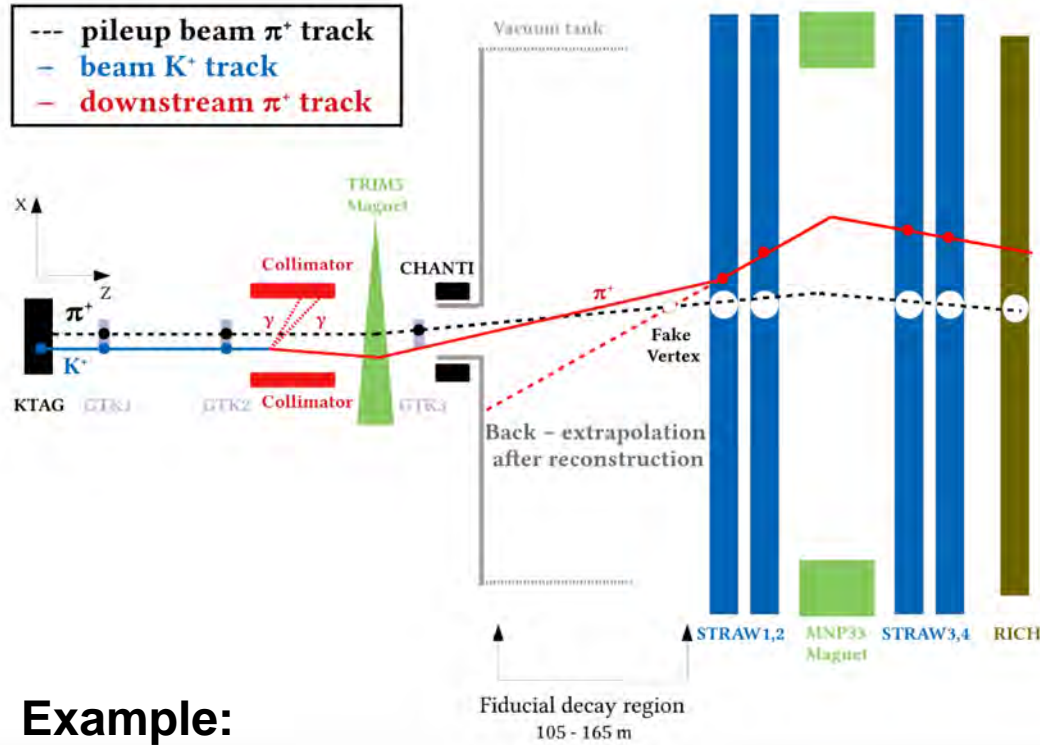 pileup beam π⁺ track
beam K⁺ track
downstream π⁺ track
Vacuum tank
TRIM5
Magnet
X
Z
Collimator
CHANTI
π⁺
γ γ
π⁺
K⁺
Fake
Vertex
KTAG GTK1 GTK2 Collimator GTK3
Back – extrapolation
after reconstruction
STRAW1,2 MNP33 STRAW3,4 RICH
Magnet
Fiducial decay region
105 - 165 m
Example: